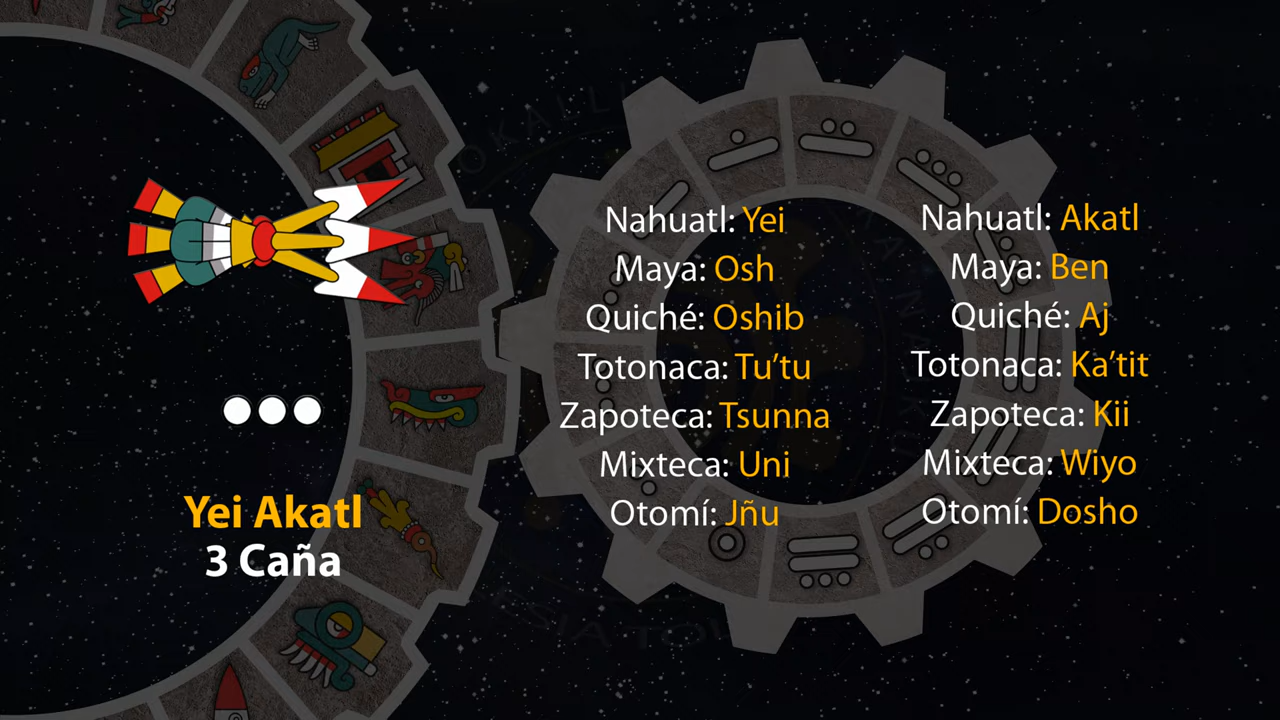 Yei Akatl
3 Caña
Nahuatl: Yei
Maya: Osh
Quiché: Oshib
Totonaca: Tu’tu
Zapoteca: Tsunna
Mixteca: Uni
Otomí: Jñu
Nahuatl: Akatl
Maya: Ben
Quiché: Aj
Totonaca: Ka’tit
Zapoteca: Kii
Mixteca: Wiyo
Otomí: Dosho